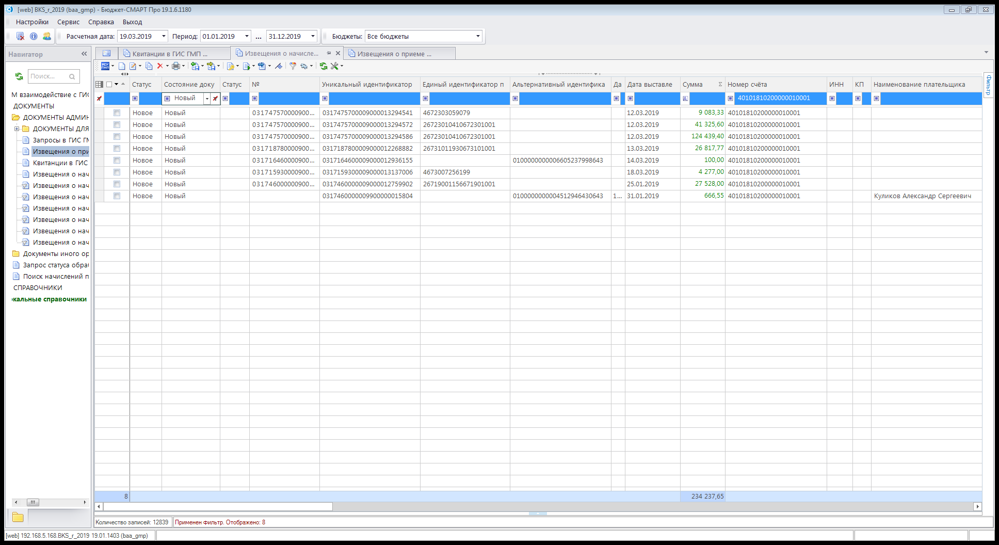 [web] BKS_r_2019 (baa_gmp) - Бюджет-СМАРТ Про 19.1.6.1180
Настройки Сервис Справка Выход
Расчетная дата: 19.03.2019 Период: 01.01.2019 ... 31.12.2019 Бюджеты: Все бюджеты
Навигатор
Поиск...
М взаимодействие с ГИС
ДОКУМЕНТЫ
ДОКУМЕНТЫ АДМИН
ДОКУМЕНТЫ ДЛЯ
Запросы в ГИС ГМ
Извещения о при
Квитанции в ГИС
Извещения о нач
Извещения о нач
Извещения о нач
Извещения о нач
Извещения о нач
Извещения о нач
Извещения о нач
Документы иного ор
Запрос статуса обра
Поиск начислений п
СПРАВОЧНИКИ
кальные справочники
Квитанции в ГИС ГМП ... Извещения о начисле... Извещения о приеме ...
Статус Состояние доку Статус № Уникальный идентификатор Единый идентификатор п Альтернативный идентифика Да Дата выставле Сумма Σ Номер счёта ИНН КП Наименование плательщика
Новый 40101810200000010001
Новое Новый 031747570000900... 0317475700009000013294541 4672303059079 12.03.2019 9 083,33 40101810200000010001
Новое Новый 031747570000900... 0317475700009000013294572 26723010410672301001 12.03.2019 41 325,60 40101810200000010001
Новое Новый 031747570000900... 0317475700009000013294586 26723010410672301001 12.03.2019 124 439,40 40101810200000010001
Новое Новый 031718780000900... 0317187800009000012268882 26731011930673101001 13.03.2019 26 817,77 40101810200000010001
Новое Новый 031716460000900... 0317164600009000012936155 0100000000006605237998643 14.03.2019 100,00 40101810200000010001
Новое Новый 031715930000900... 0317159300009000013137006 4673007256199 18.03.2019 4 277,00 40101810200000010001
Новое Новый 031746000000900... 0317460000009000012759902 26719001156671901001 25.01.2019 27 528,00 40101810200000010001
Новое Новый 0317460000009900000015804 0100000000004512946430643 1... 31.01.2019 666,55 40101810200000010001 Куликов Александр Сергеевич
8 234 237,65
Фильтр
Количество записей: 12839 Применен фильтр. Отображено: 8
[web] 192.168.5.168.BKS_r_2019 19.01.1403 (baa_gmp)